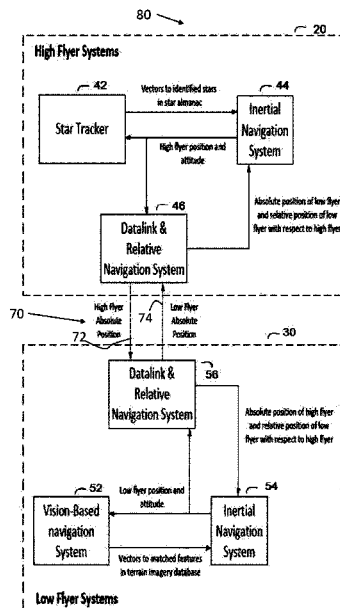 80
20
High Flyer Systems
42
Vectors to identified stars
in star almanac
44
Star Tracker
Inertial
Navigation
System
High flyer position and
attitude
46
Datalink &
Relative
Navigation System
Absolute position of low flyer
and relative position of low
flyer with respect to high flyer
70
72
High Flyer
Absolute
Position
74
Low Flyer
Absolute
Position
30
Datalink &
Relative
Navigation System
56
Absolute position of high flyer
and relative position of low
flyer with respect to high flyer
52
Low flyer position and
attitude
54
Vision-Based
navigation
System
Inertial
Navigation
System
Vectors to matched features
in terrain imagery database
Low Flyer Systems